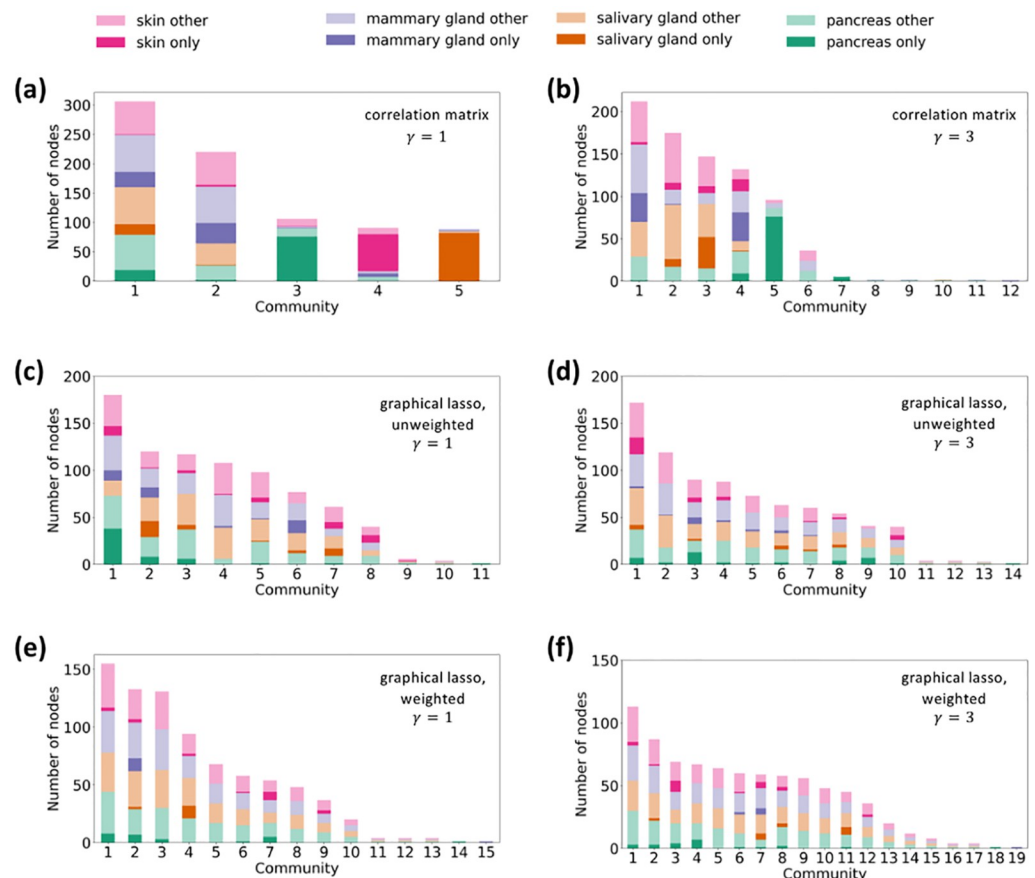 skin other mammary gland other salivary gland other pancreas other
skin only mammary gland only salivary gland only pancreas only
(a)
Number of nodes
300
250
200
150
100
50
0
correlation matrix
γ = 1
1 2 3 4 5
Community
(b)
Number of nodes
200
150
100
50
0
correlation matrix
γ = 3
1 2 3 4 5 6 7 8 9 10 11 12
Community
(c)
Number of nodes
200
150
100
50
0
graphical lasso,
unweighted
γ = 1
1 2 3 4 5 6 7 8 9 10 11
Community
(d)
Number of nodes
200
150
100
50
0
graphical lasso,
unweighted
γ = 3
1 2 3 4 5 6 7 8 9 10 11 12 13 14
Community
(e)
Number of nodes
150
100
50
0
graphical lasso,
weighted
γ = 1
1 2 3 4 5 6 7 8 9 10 11 12 13 14 15
Community
(f)
Number of nodes
150
100
50
0
graphical lasso,
weighted
γ = 3
1 2 3 4 5 6 7 8 9 10 11 12 13 14 15 16 17 18 19
Community